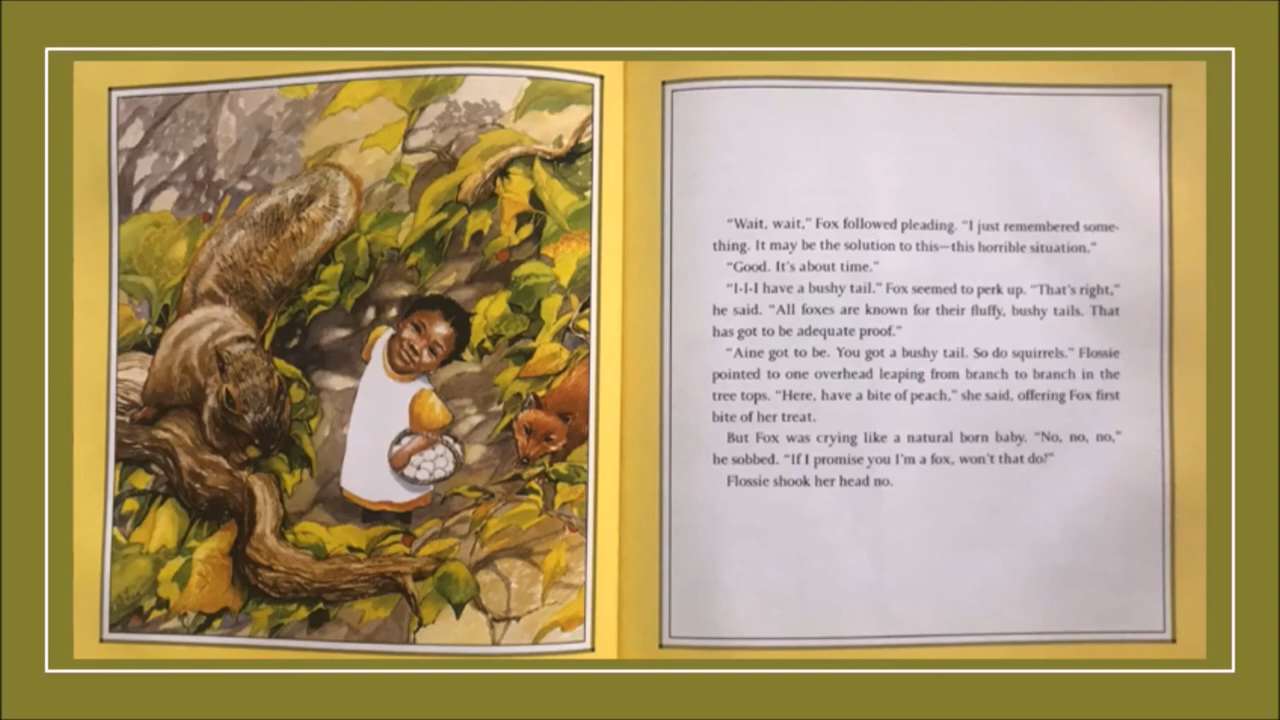 “Wait, wait,” Fox followed pleading. “I just remembered some-
thing. It may be the solution to this—this horrible situation.”
“Good. It's about time.”
“I-I-I have a bushy tail.” Fox seemed to perk up. “That's right,”
he said. “All foxes are known for their fluffy, bushy tails. That
has got to be adequate proof.”
“Aine got to be. You got a bushy tail. So do squirrels.” Flossie
pointed to one overhead leaping from branch to branch in the
tree tops. “Here, have a bite of peach,” she said, offering Fox first
bite of her treat.
But Fox was crying like a natural born baby. “No, no, no,”
he sobbed. “If I promise you I'm a fox, won't that do?”
Flossie shook her head no.